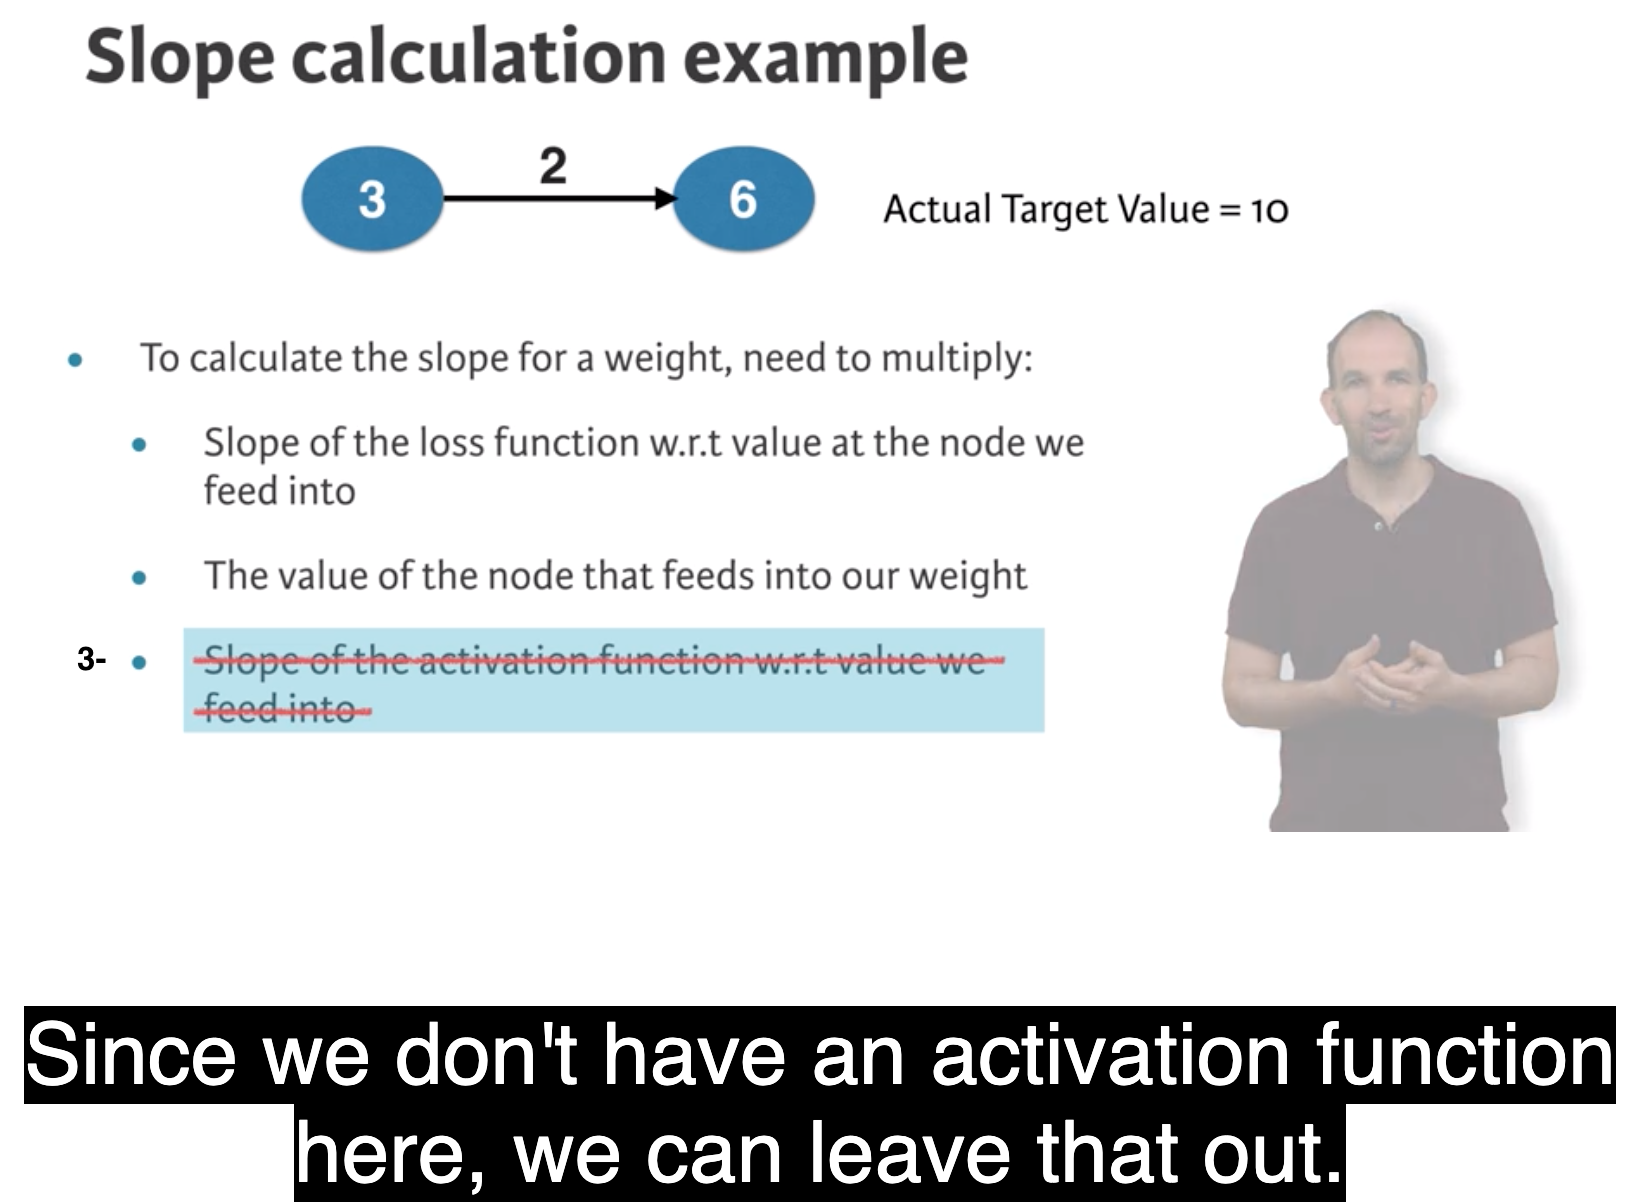 Slope calculation example
2
3
6
Actual Target Value = 10
• To calculate the slope for a weight, need to multiply:
• Slope of the loss function w.r.t value at the node we
feed into
• The value of the node that feeds into our weight
3- • Slope of the activation function w.r.t value we
feed into
Since we don't have an activation function
here, we can leave that out.